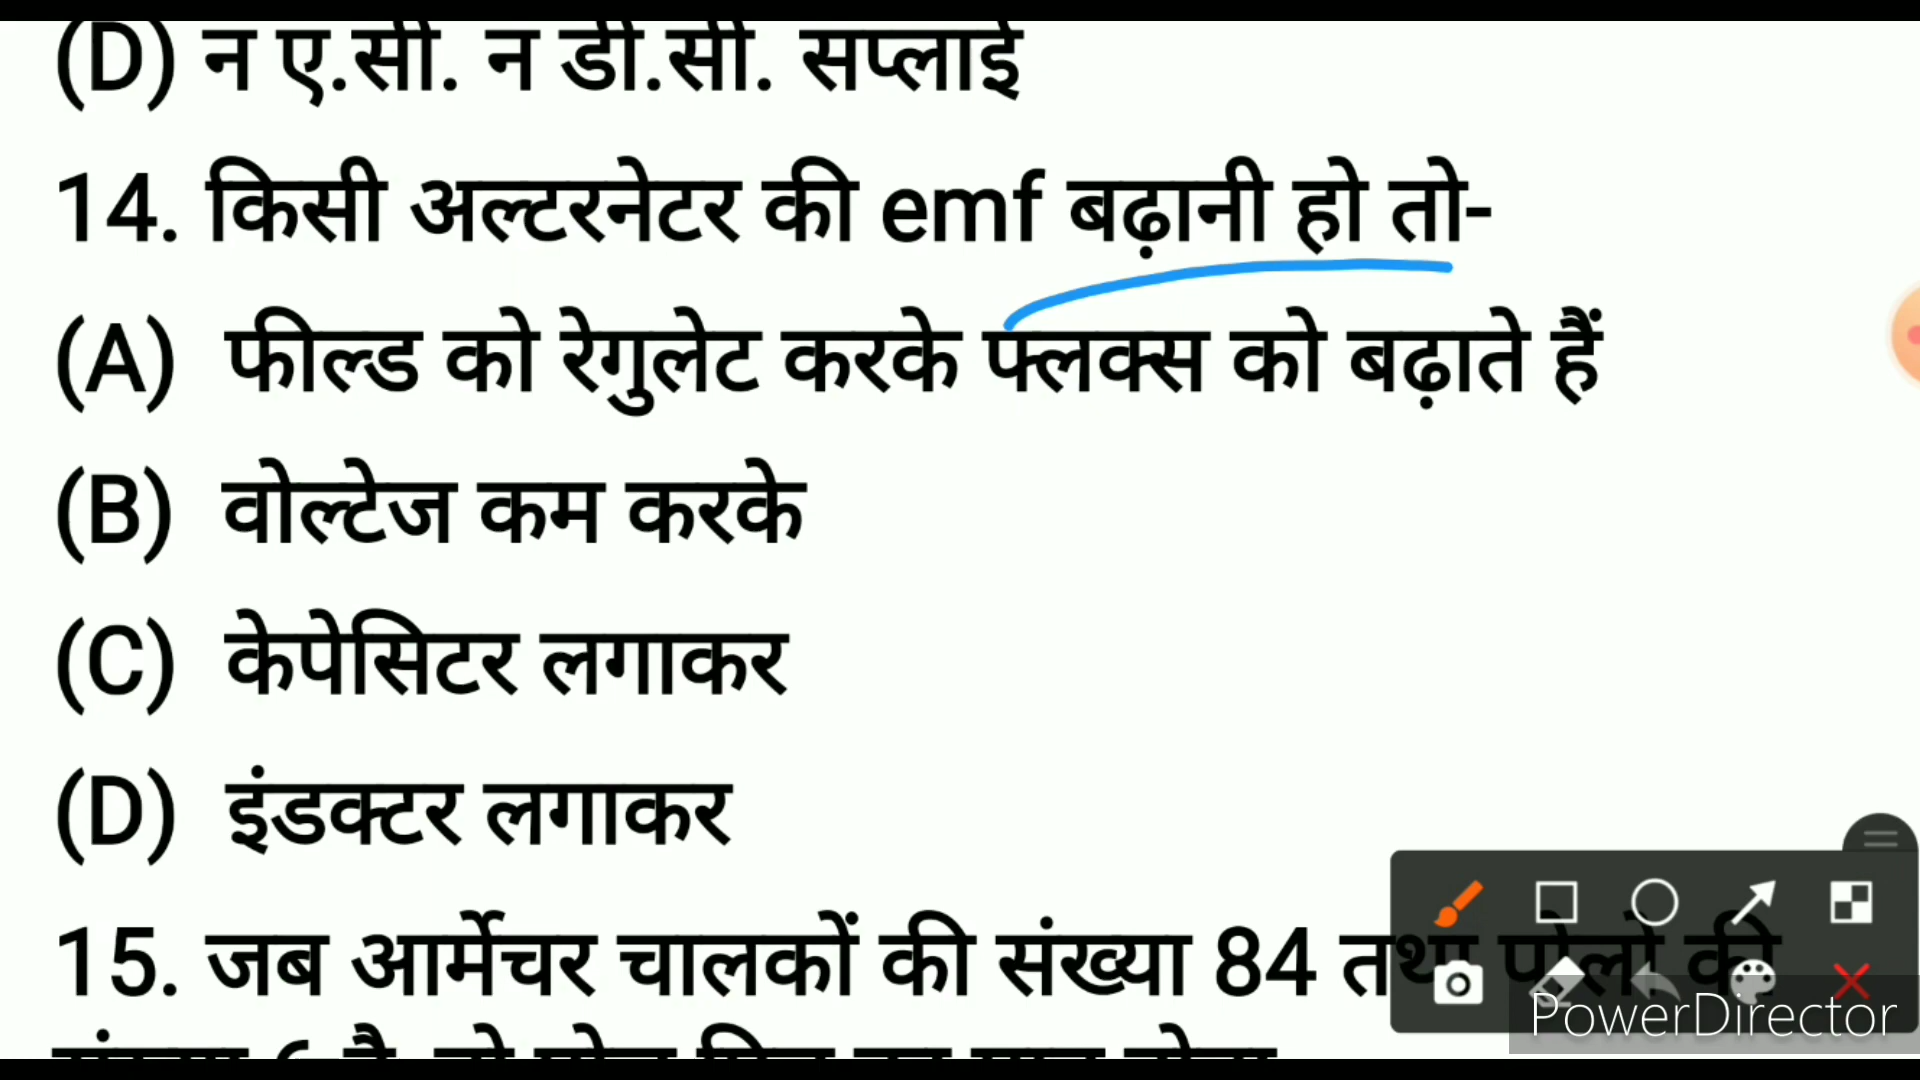 (D) न ए.सी. न डी.सी. सप्लाई
14. किसी अल्टरनेटर की emf बढ़ानी हो तो-
(A) फील्ड को रेगुलेट करके फ्लक्स को बढ़ाते हैं
(B) वोल्टेज कम करके
(C) केपेसिटर लगाकर
(D) इंडक्टर लगाकर
15. जब आर्मेचर चालकों की संख्या 84 तथा पोलों की
PowerDirector